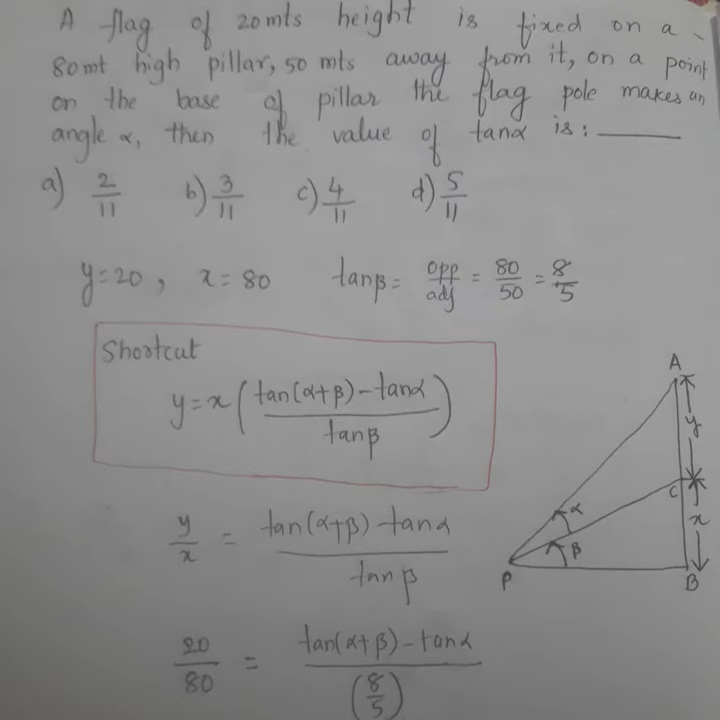 A flag of 20mts height is fixed on a
80mt high pillar, 50 mts away from it, on a point
on the base of pillar the flag pole makes an
angle α, then the value of tanα is: ______
a) 2/11 b) 3/11 c) 4/11 d) 5/11
y=20, x=80 tanβ = opp/adj = 80/50 = 8/5
Shortcut
y=x(tan(α+β)-tanα/tanβ)
y/x = tan(α+β)-tanα/tanβ
20/80 = tan(α+β)-tanα/(8/5)
A
y
C
α
x
β
P
B